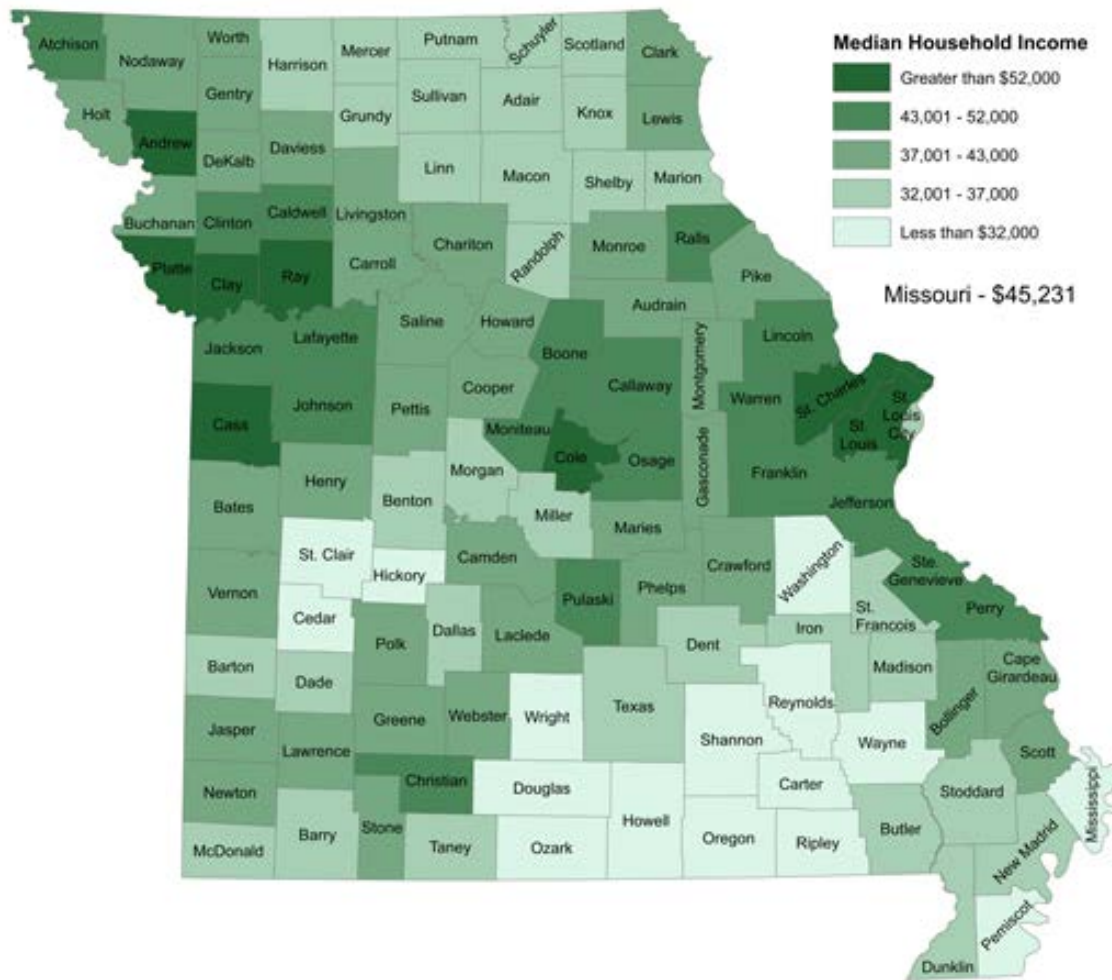 Median Household Income
Greater than $52,000
43,001 - 52,000
37,001 - 43,000
32,001 - 37,000
Less than $32,000
Missouri - $45,231
Atchison
Nodaway
Worth
Harrison
Mercer
Putnam
Schuyler
Scotland
Clark
Holt
Gentry
Sullivan
Adair
Knox
Lewis
Andrew
DeKalb
Daviess
Grundy
Linn
Macon
Shelby
Marion
Buchanan
Clinton
Caldwell
Livingston
Chariton
Randolph
Monroe
Ralls
Platte
Clay
Ray
Carroll
Pike
Audrain
Jackson
Lafayette
Saline
Howard
Boone
Callaway
Montgomery
Lincoln
Warren
St. Charles
St.
Louis
City
St.
Louis
Cass
Johnson
Pettis
Cooper
Moniteau
Cole
Osage
Gasconade
Franklin
Jefferson
Bates
Henry
Benton
Morgan
Miller
Maries
St. Clair
Hickory
Camden
Pulaski
Phelps
Crawford
Washington
Ste.
Genevieve
Perry
St.
Francois
Vernon
Cedar
Polk
Dallas
Laclede
Dent
Iron
Madison
Cape
Girardeau
Bollinger
Barton
Dade
Greene
Webster
Wright
Texas
Shannon
Reynolds
Wayne
Scott
Mississippi
Jasper
Lawrence
Christian
Douglas
Howell
Carter
Stoddard
Newton
McDonald
Barry
Stone
Taney
Ozark
Oregon
Ripley
Butler
New Madrid
Pemiscot
Dunklin